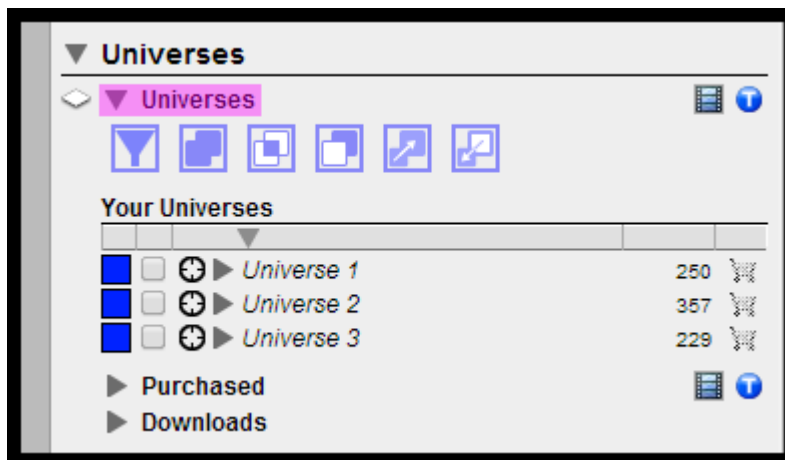 Universes
Universes
T
Your Universes
Universe 1 250
Universe 2 357
Universe 3 229
Purchased
T
Downloads